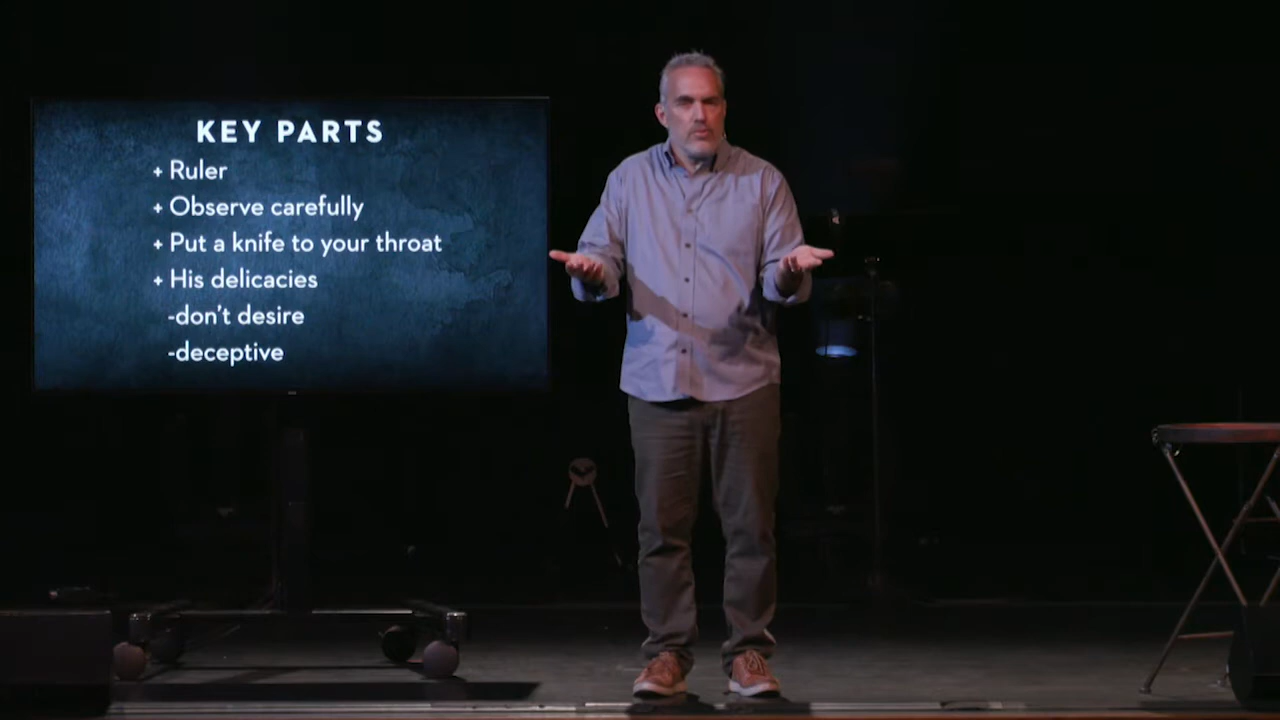 KEY PARTS
+ Ruler
+ Observe carefully
+ Put a knife to your throat
+ His delicacies
-don't desire
-deceptive